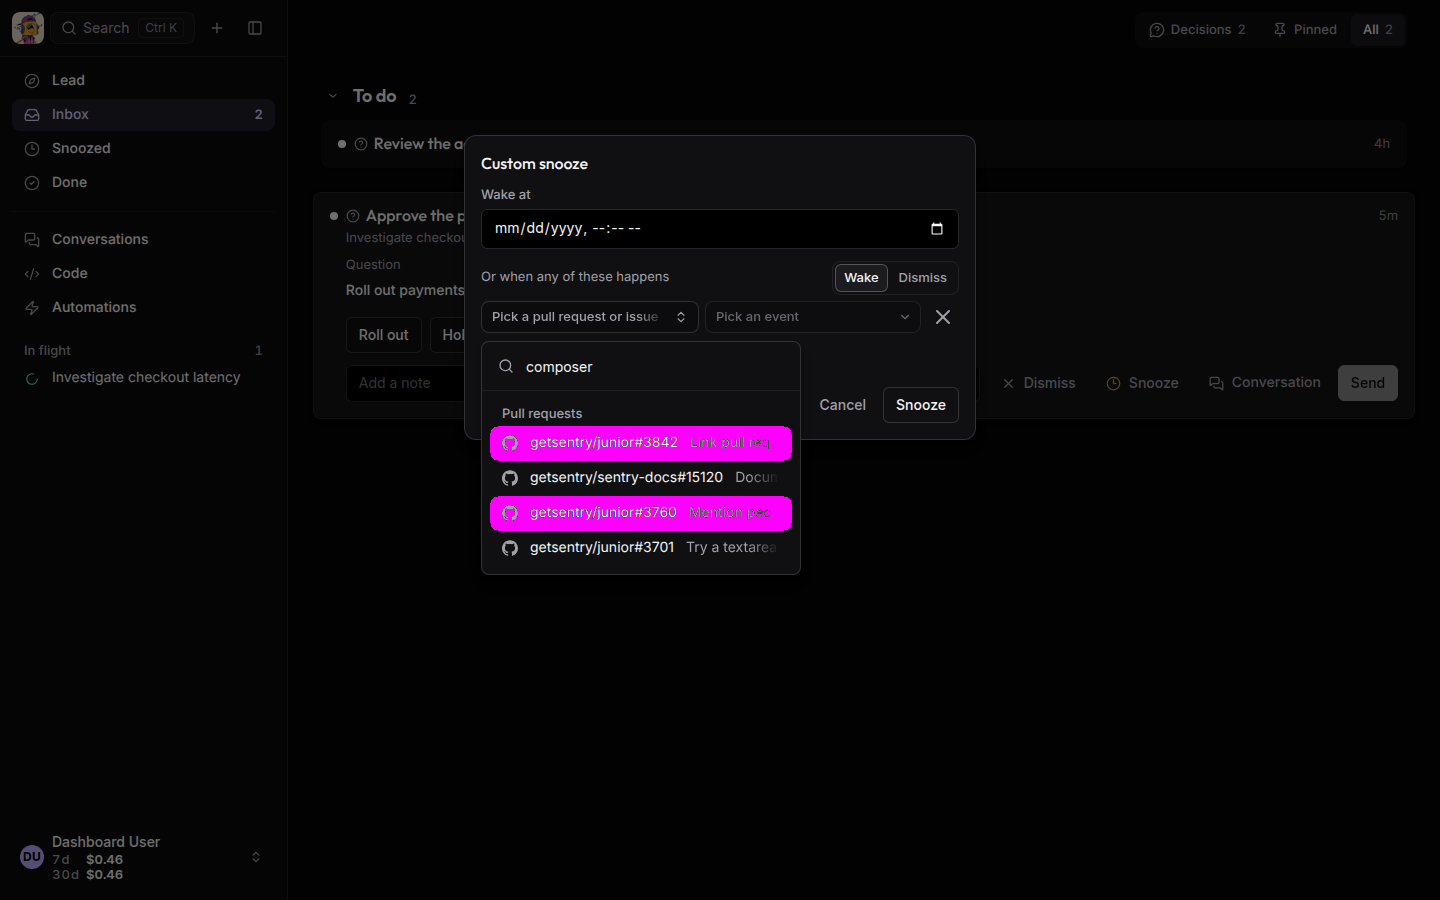 Search Ctrl K
Decisions 2 Pinned All 2
Lead
Inbox 2
Snoozed
Done
Conversations
Code
Automations
In flight 1
Investigate checkout latency
To do 2
Review the 4h
Approve the 5m
Investigate
Question
Roll out payments
Roll out
Add a note
Dismiss Snooze Conversation Send
Custom snooze
Wake at
mm/dd/yyyy, --:-- --
Or when any of these happens Wake Dismiss
Pick a pull request or issue Pick an event
composer
Cancel Snooze
Pull requests
getsentry/junior#3842 Link pull req
getsentry/sentry-docs#15120 Docum
getsentry/junior#3760 Mention
getsentry/junior#3701 Try a textarea
Dashboard User
DU
7d $0.46
30d $0.46